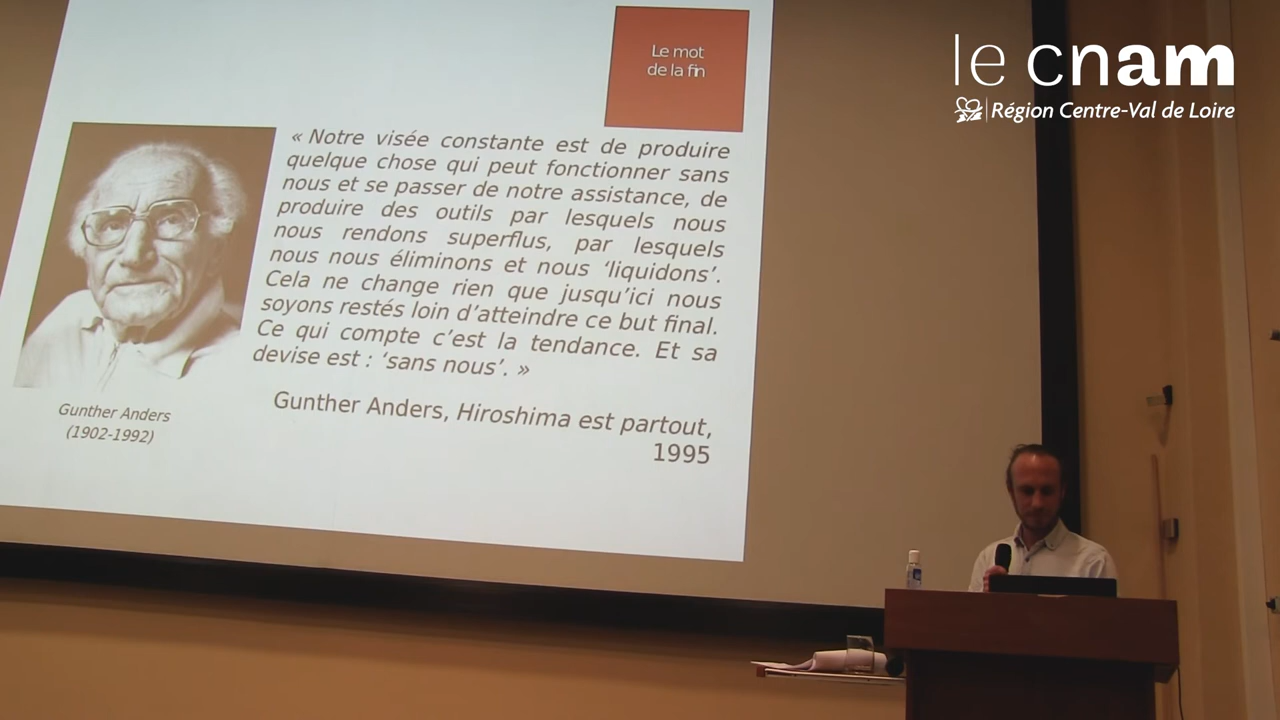 le cnam
Région Centre-Val de Loire
Le mot
de la fin
« Notre visée constante est de produire
quelque chose qui peut fonctionner sans
nous et se passer de notre assistance, de
produire des outils par lesquels nous
nous rendons superflus, par lesquels
nous nous éliminons et nous ‘liquidons’.
Cela ne change rien que jusqu’ici nous
soyons restés loin d’atteindre ce but final.
Ce qui compte c’est la tendance. Et sa
devise est : ‘sans nous’. »
Gunther Anders, Hiroshima est partout,
1995
Gunther Anders
(1902-1992)